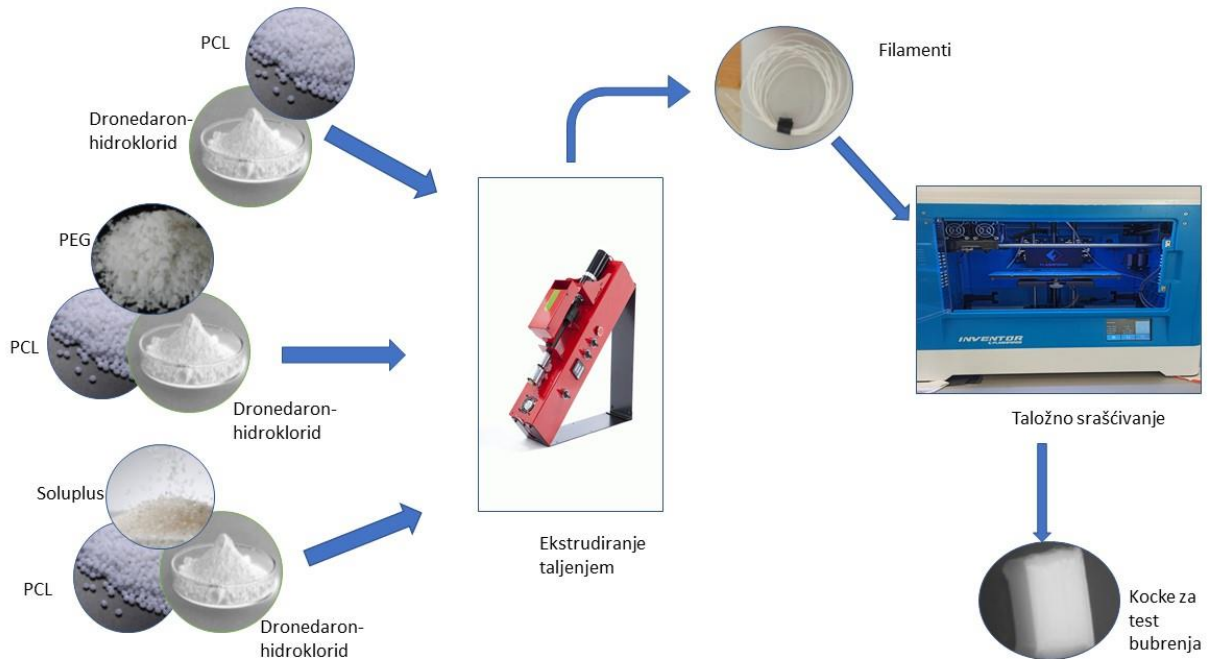 PCL
Dronedaron-
hidroklorid
PEG
PCL
Dronedaron-
hidroklorid
Soluplus
PCL
Dronedaron-
hidroklorid
Ekstrudiranje
taljenjem
Filamenti
INVENTOR
Taložno srašćivanje
Kocke za
test
bubrenja